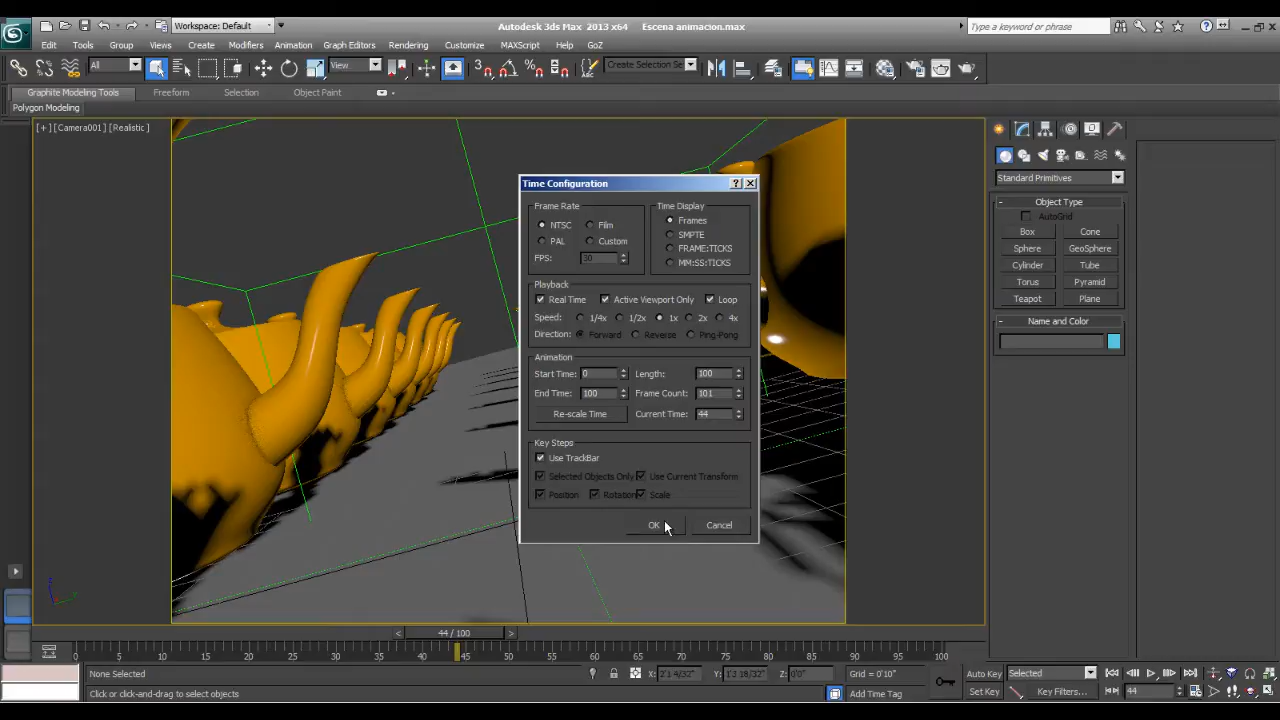 Workspace: Default
Autodesk 3ds Max 2013 x64 Escena animacion.max
Type a keyword or phrase
Edit Tools Group Views Create Modifiers Animation Graph Editors Rendering Customize MAXScript Help GoZ
All View Create Selection Se
Graphite Modeling Tools Freeform Selection Object Paint
Polygon Modeling
[+] [Camera001] [Realistic]
Time Configuration
Frame Rate
NTSC Film
PAL Custom
FPS: 30
Time Display
Frames
SMPTE
FRAME:TICKS
MM:SS:TICKS
Playback
Real Time Active Viewport Only Loop
Speed: 1/4x 1/2x 1x 2x 4x
Direction: Forward Reverse Ping-Pong
Animation
Start Time: 0 Length: 100
End Time: 100 Frame Count: 101
Re-scale Time Current Time: 44
Key Steps
Use TrackBar
Selected Objects Only Use Current Transform
Position Rotation Scale
OK Cancel
Standard Primitives
Object Type
AutoGrid
Box Cone
Sphere GeoSphere
Cylinder Tube
Torus Pyramid
Teapot Plane
Name and Color
44 / 100
0 5 10 15 20 25 30 35 40 45 50 55 60 65 70 75 80 85 90 95 100
None Selected X: Y: Z: 0'0" Grid = 0'10" Auto Key Selected
Click or click-and-drag to select objects Add Time Tag Set Key Key Filters... 44